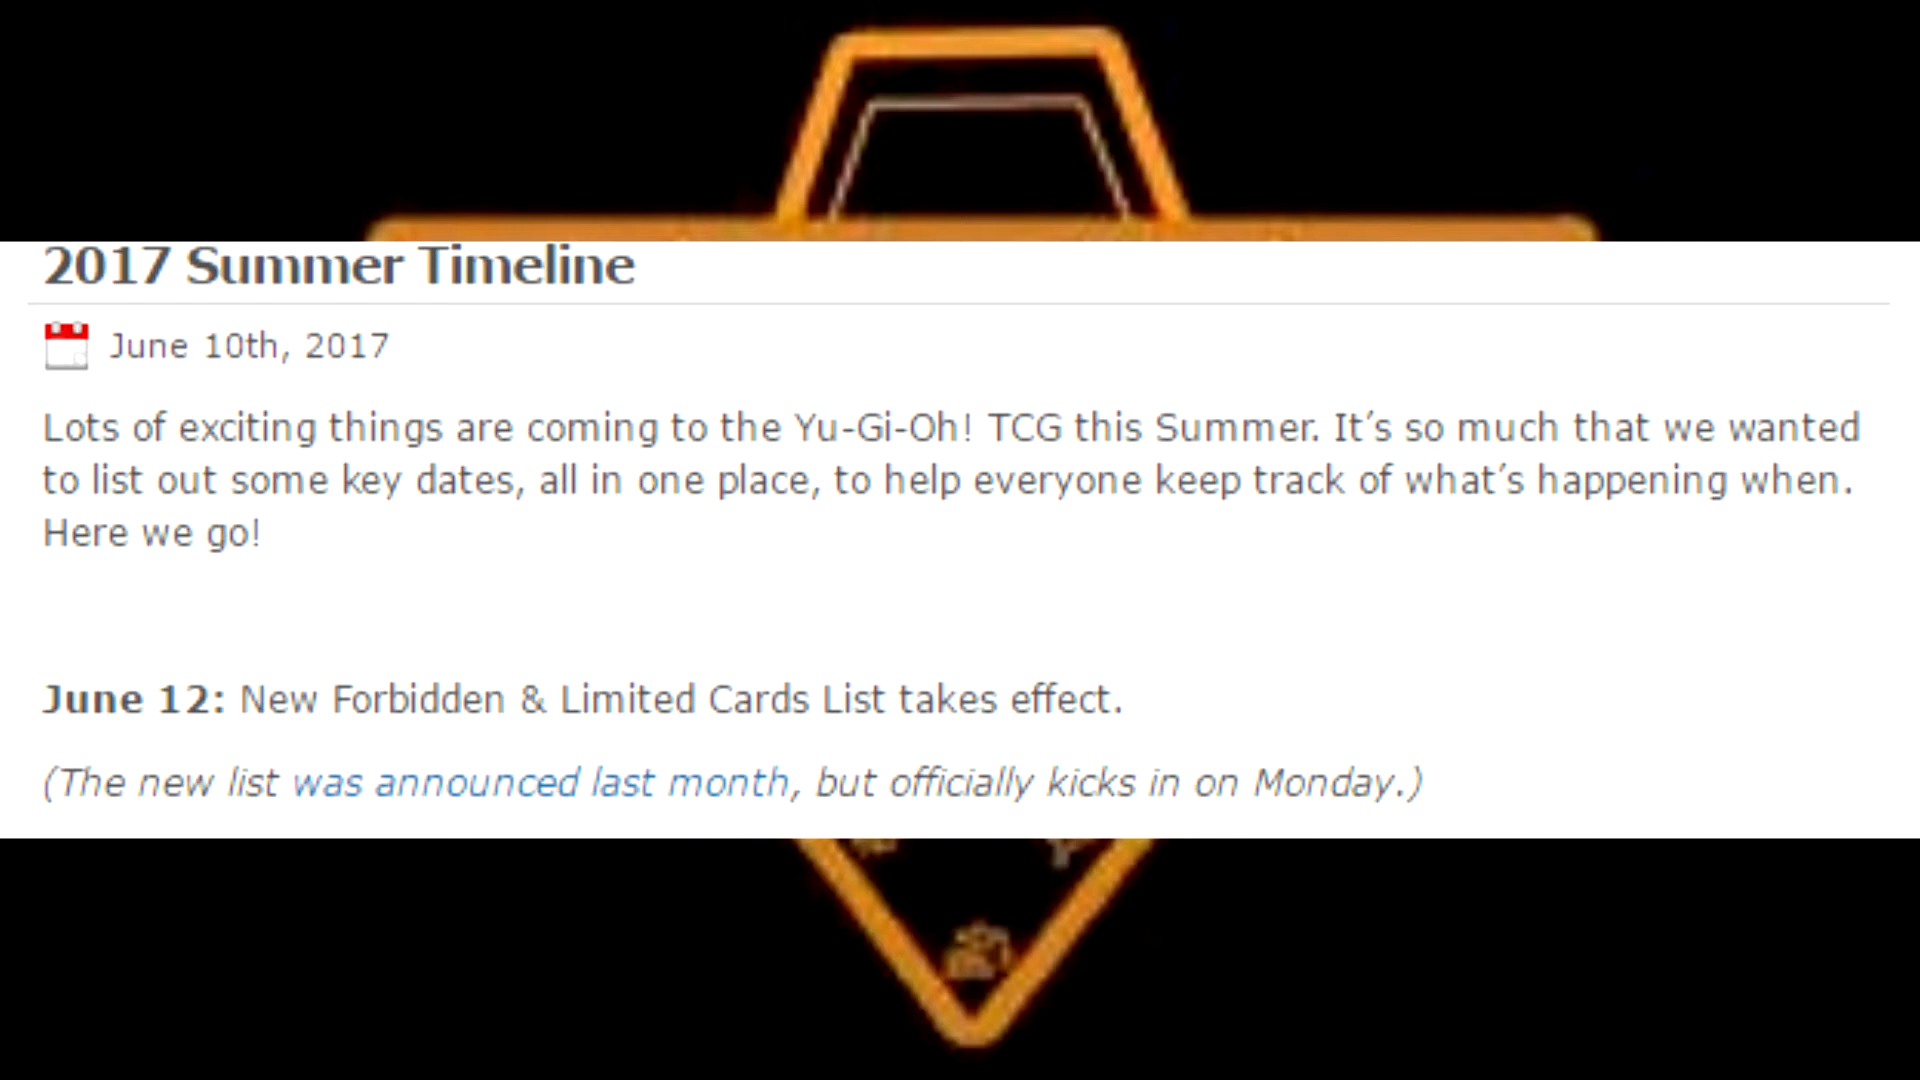 2017 Summer Timeline
June 10th, 2017
Lots of exciting things are coming to the Yu-Gi-Oh! TCG this Summer. It’s so much that we wanted
to list out some key dates, all in one place, to help everyone keep track of what’s happening when.
Here we go!
June 12: New Forbidden & Limited Cards List takes effect.
(The new list was announced last month, but officially kicks in on Monday.)